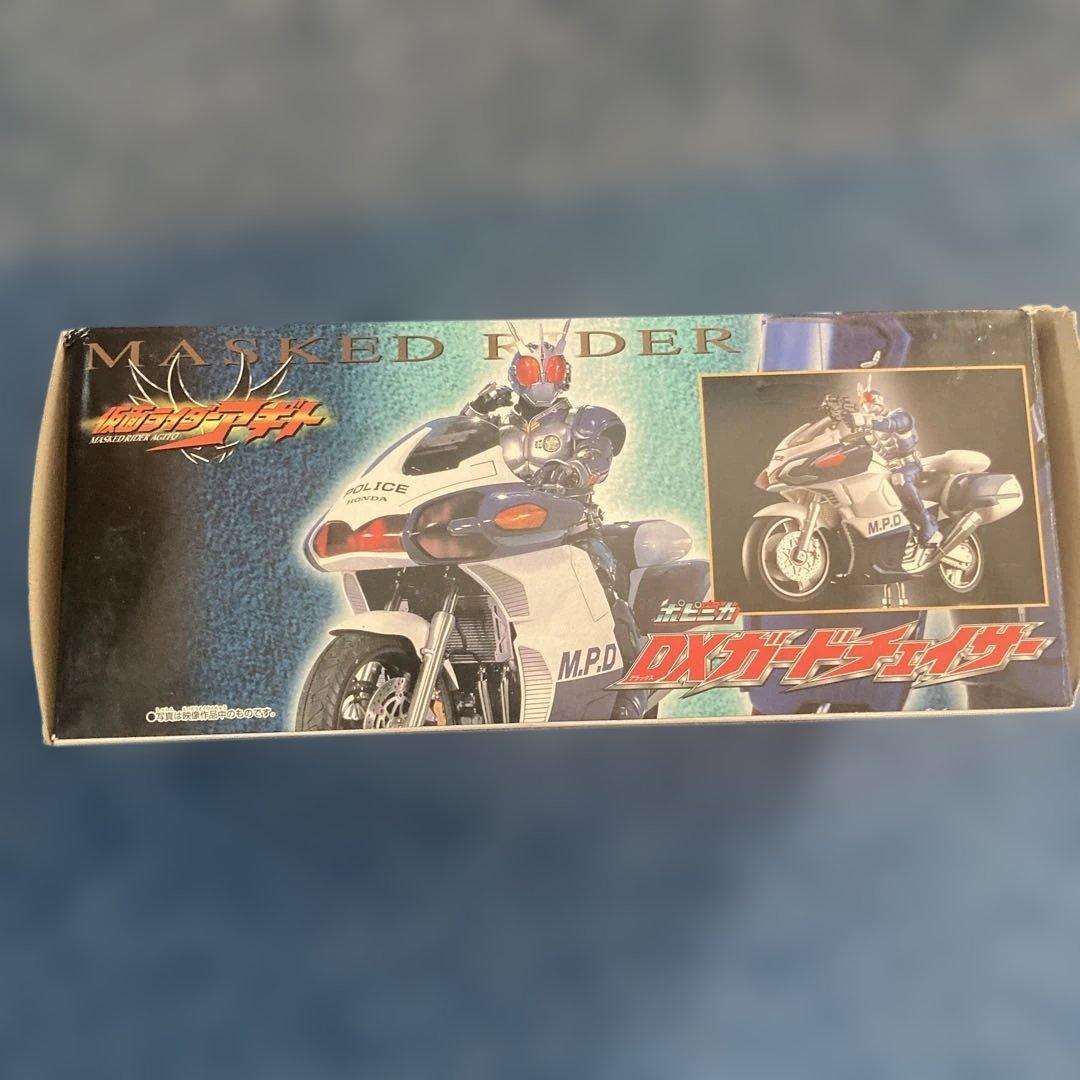 MASKED RIDER
仮面ライダーアギト
MASKED RIDER AGITO
POLICE
HONDA
M.P.D
M.P.D
ポピニカ
DXガードチェイサー
デラックス
●写真は映像作品中のものです。